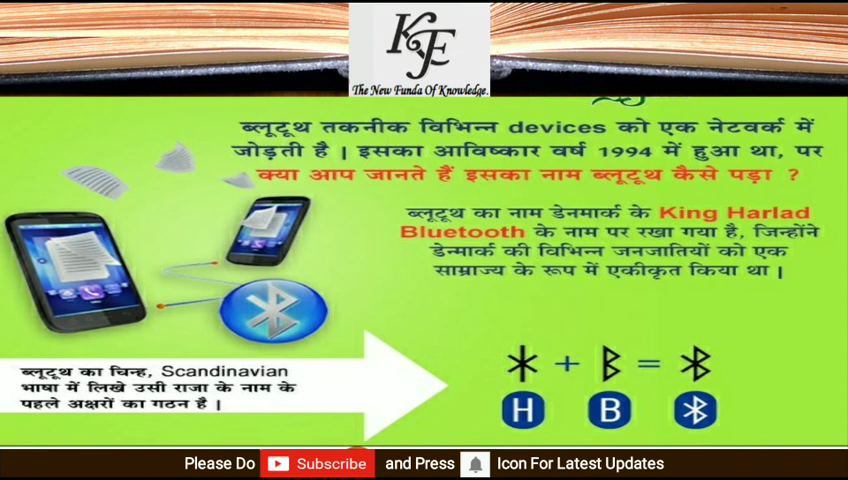 KF
The New Funda Of Knowledge.
ब्लूटूथ तकनीक विभिन्न devices को एक नेटवर्क में
जोड़ती है | इसका आविष्कार वर्ष 1994 में हुआ था, पर
क्या आप जानते हैं इसका नाम ब्लूटूथ कैसे पड़ा ?
ब्लूटूथ का नाम डेनमार्क के King Harlad
Bluetooth के नाम पर रखा गया है, जिन्होंने
डेन्मार्क की विभिन्न जनजातियों को एक
साम्राज्य के रूप में एकीकृत किया था |
ब्लूटूथ का चिन्ह, Scandinavian
भाषा में लिखे उसी राजा के नाम के
पहले अक्षरों का गठन है |
ᚼ + ᛒ =
H B
Please Do Subscribe and Press Icon For Latest Updates